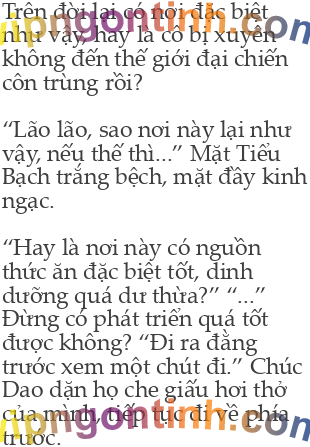 Trên đời lại có nơi đặc biệt
như vậy, hay là cô bị xuyên
không đến thế giới đại chiến
côn trùng rồi?
“Lão lão, sao nơi này lại như
vậy, nếu thế thì...” Mặt Tiểu
Bạch trắng bệch, mặt đầy kinh
ngạc.
“Hay là nơi này có nguồn
thức ăn đặc biệt tốt, dinh
dưỡng quá dư thừa?” “...”
Đừng có phát triển quá tốt
được không? “Đi ra đằng
trước xem một chút đi.” Chúc
Dao dặn họ che giấu hơi thở
của mình, tiếp tục đi về phía
trước.